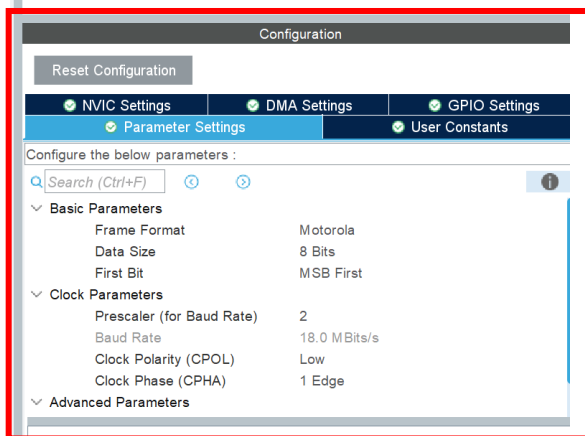 Configuration
Reset Configuration
NVIC Settings DMA Settings GPIO Settings
Parameter Settings User Constants
Configure the below parameters :
Search (Ctrl+F)
Basic Parameters
Frame Format Motorola
Data Size 8 Bits
First Bit MSB First
Clock Parameters
Prescaler (for Baud Rate) 2
Baud Rate 18.0 MBits/s
Clock Polarity (CPOL) Low
Clock Phase (CPHA) 1 Edge
Advanced Parameters